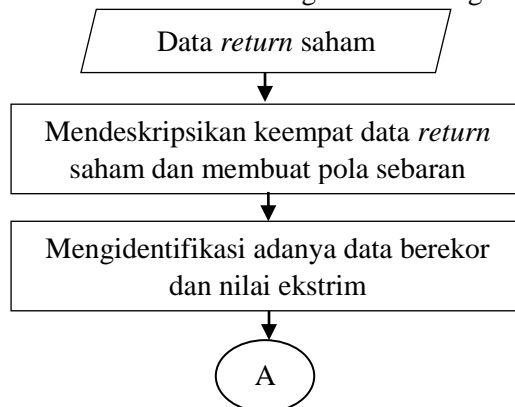 Data return saham
Mendeskripsikan keempat data return
saham dan membuat pola sebaran
Mengidentifikasi adanya data berekor
dan nilai ekstrim
A